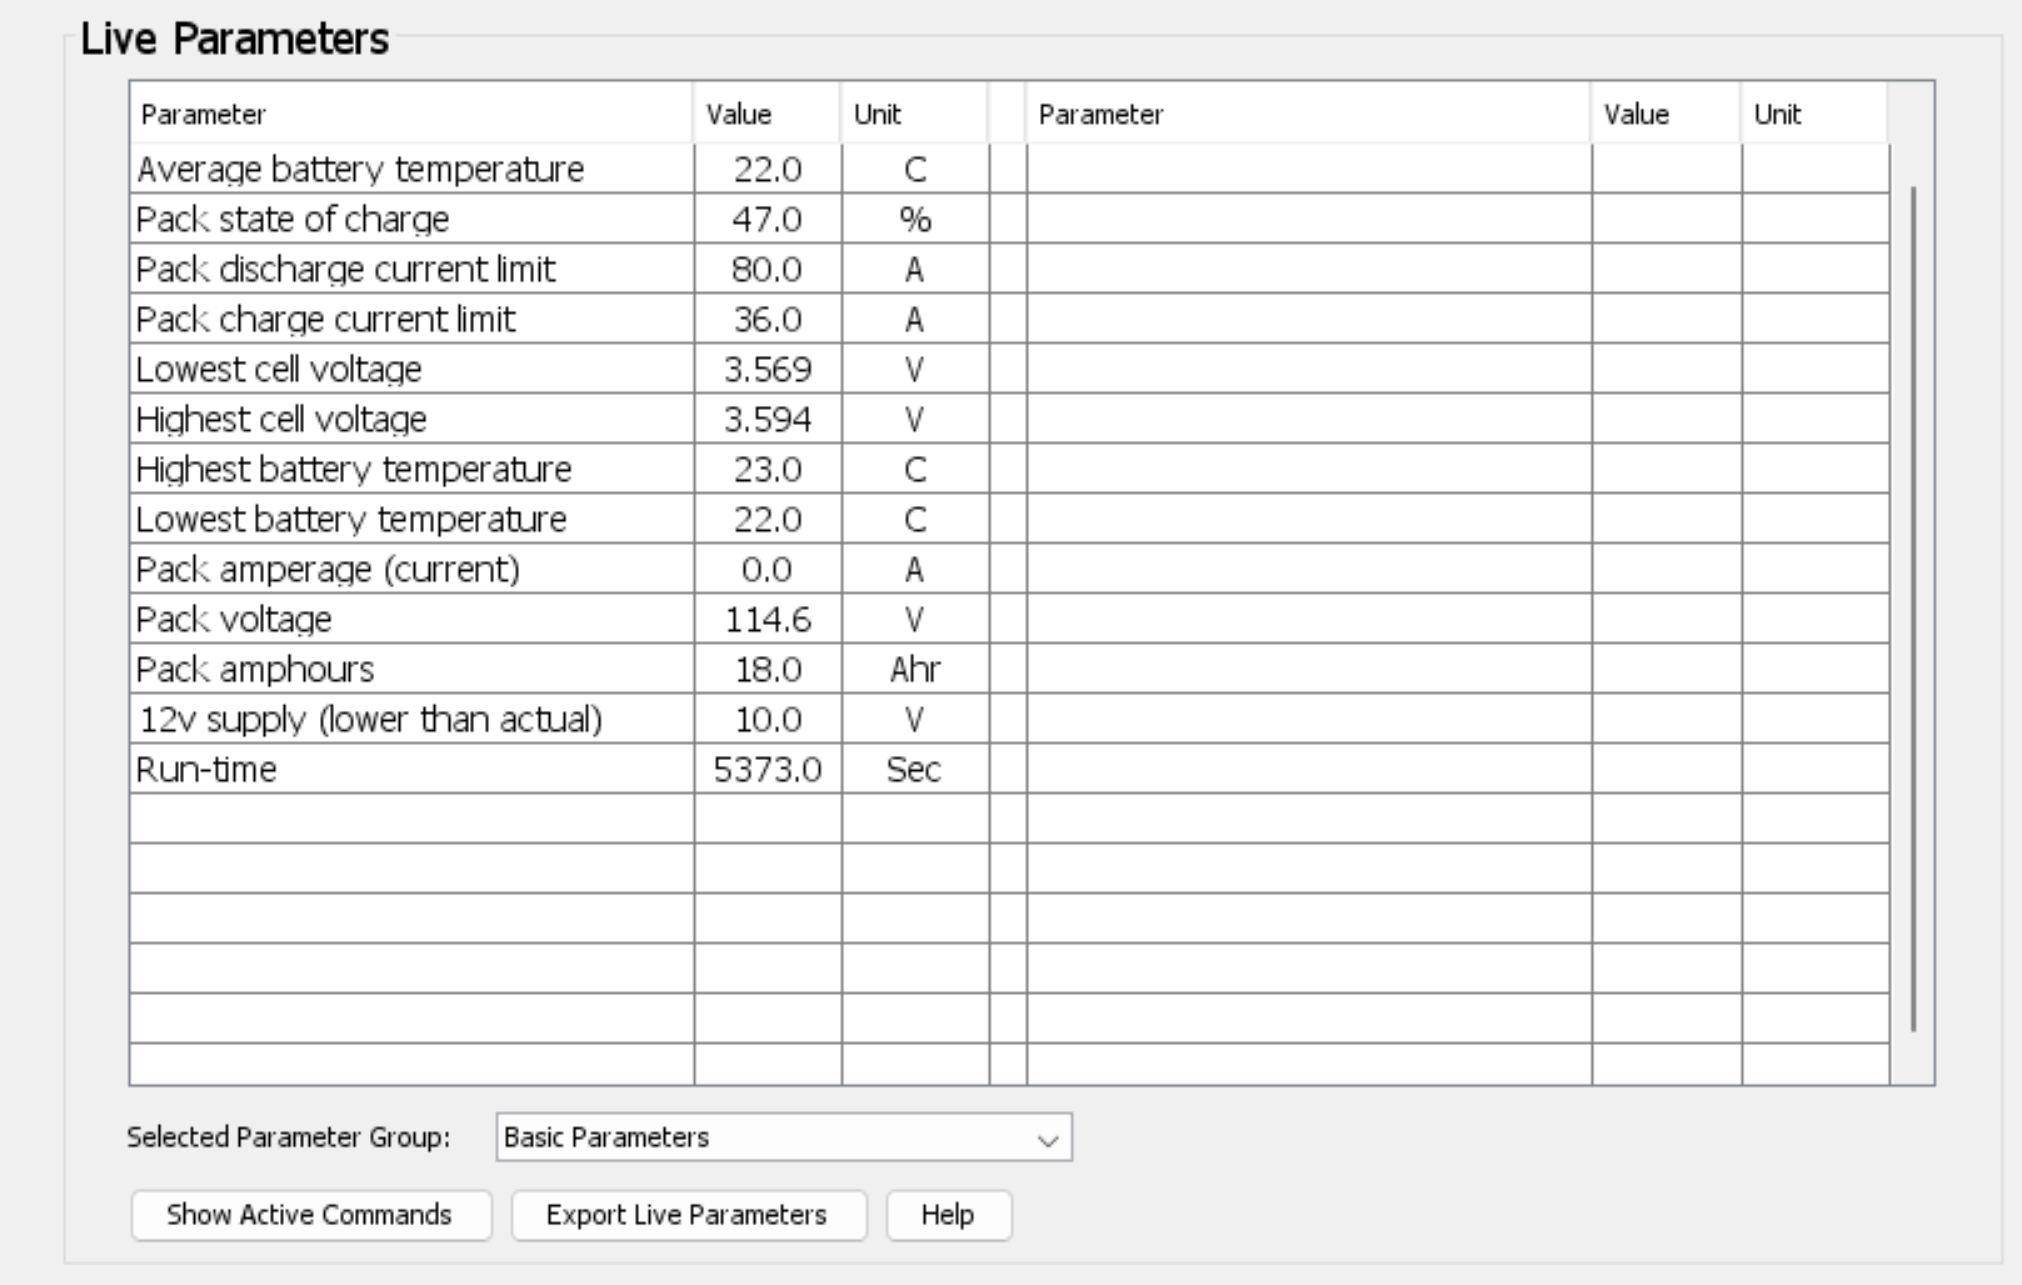 Live Parameters
Parameter Value Unit Parameter Value Unit
Average battery temperature 22.0 C
Pack state of charge 47.0 %
Pack discharge current limit 80.0 A
Pack charge current limit 36.0 A
Lowest cell voltage 3.569 V
Highest cell voltage 3.594 V
Highest battery temperature 23.0 C
Lowest battery temperature 22.0 C
Pack amperage (current) 0.0 A
Pack voltage 114.6 V
Pack amphours 18.0 Ahr
12v supply (lower than actual) 10.0 V
Run-time 5373.0 Sec
Selected Parameter Group: Basic Parameters
Show Active Commands Export Live Parameters Help